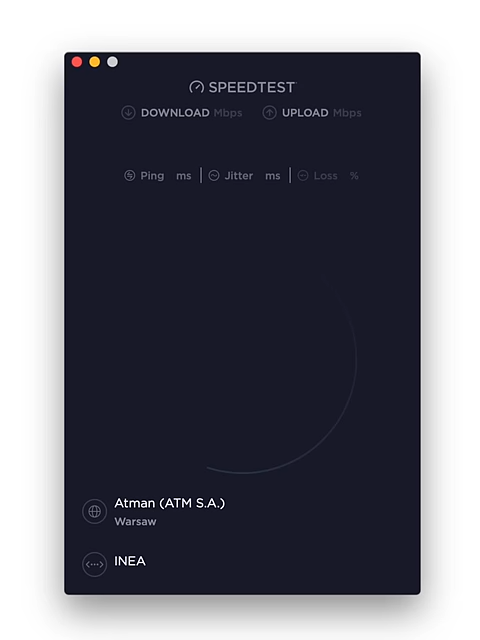 SPEEDTEST
DOWNLOAD Mbps UPLOAD Mbps
Ping ms Jitter ms Loss %
Atman (ATM S.A.)
Warsaw
INEA